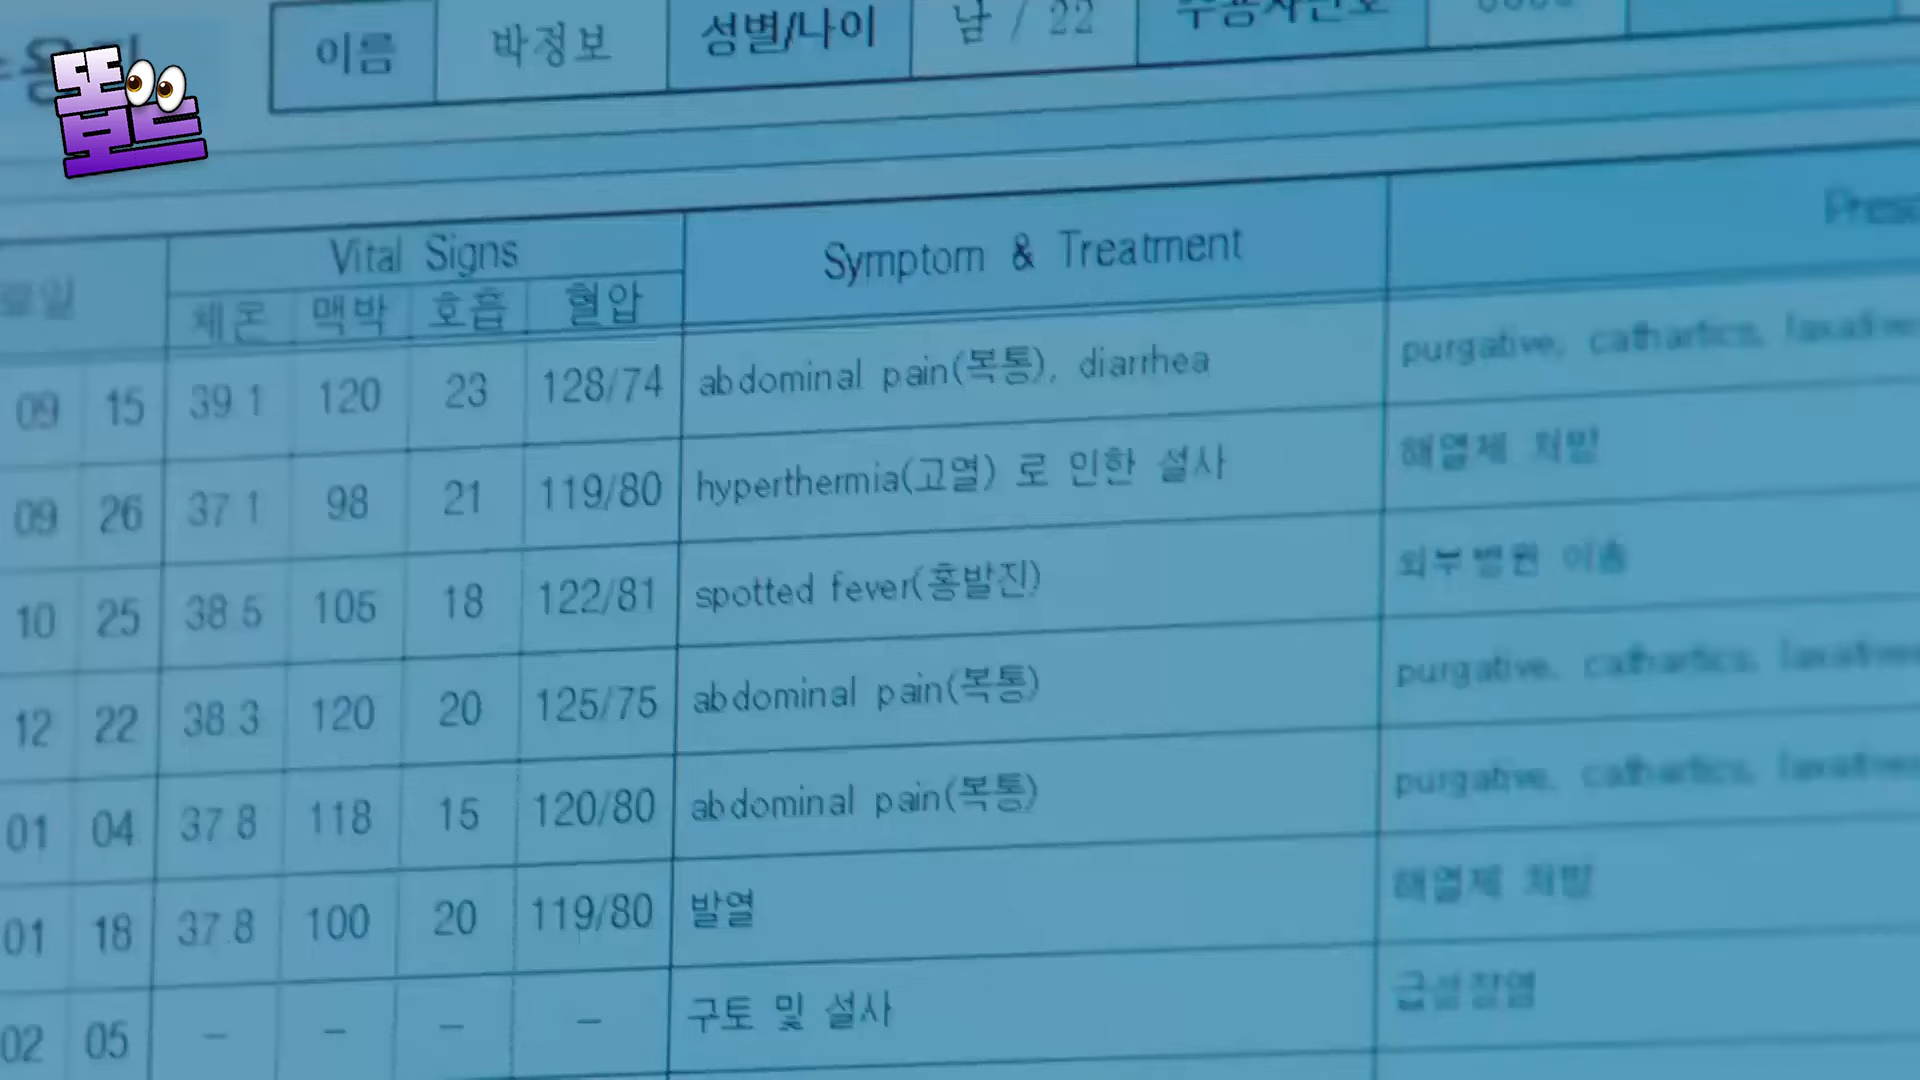 또보는
이름 박정보 성별/나이 남 / 22 수용자번호
Vital Signs Symptom & Treatment
체온 맥박 호흡 혈압
09 15 39.1 120 23 128/74 abdominal pain(복통), diarrhea purgative, cathartics,
09 26 37.1 98 21 119/80 hyperthermia(고열) 로 인한 설사 해열제 처방
10 25 38.5 105 18 122/81 spotted fever(홍발진) 외부병원 이송
12 22 38.3 120 20 125/75 abdominal pain(복통) purgative, cathartics,
01 04 37.8 118 15 120/80 abdominal pain(복통) purgative, cathartics,
01 18 37.8 100 20 119/80 발열 해열제 처방
02 05 – – – – 구토 및 설사 급성장염